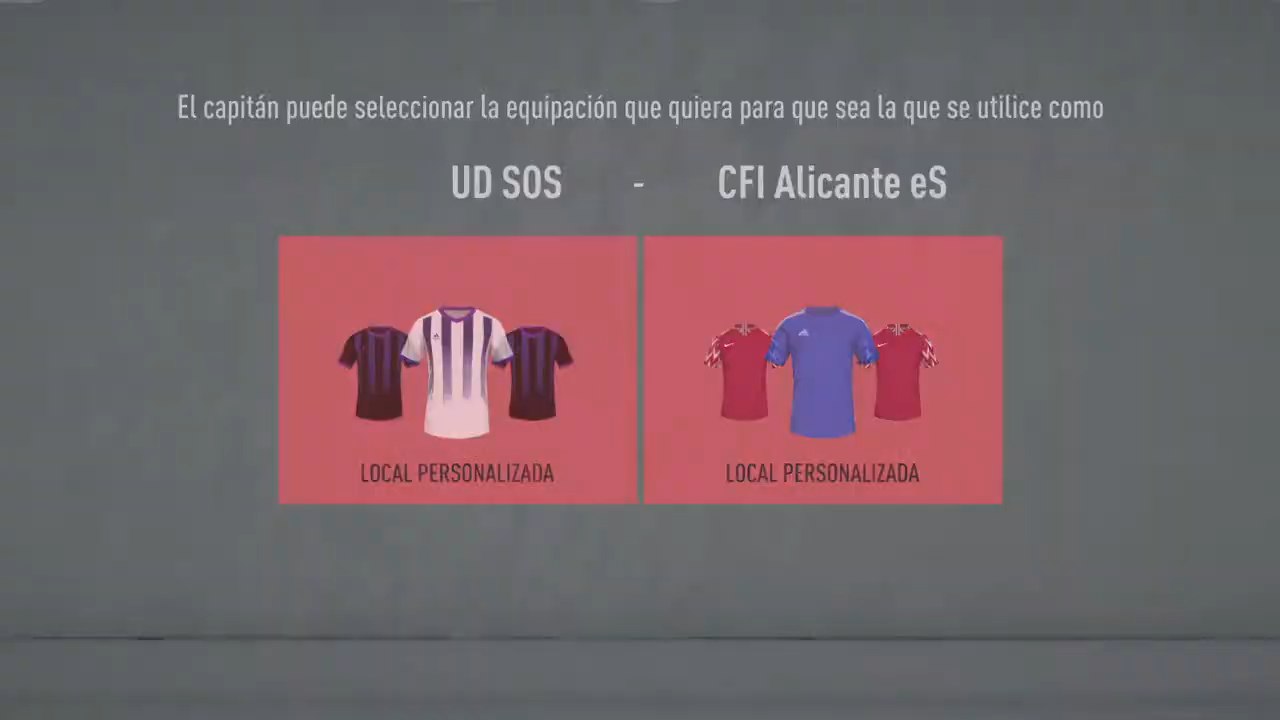 El capitán puede seleccionar la equipación que quiera para que sea la que se utilice como
UD SOS - CFI Alicante eS
LOCAL PERSONALIZADA LOCAL PERSONALIZADA